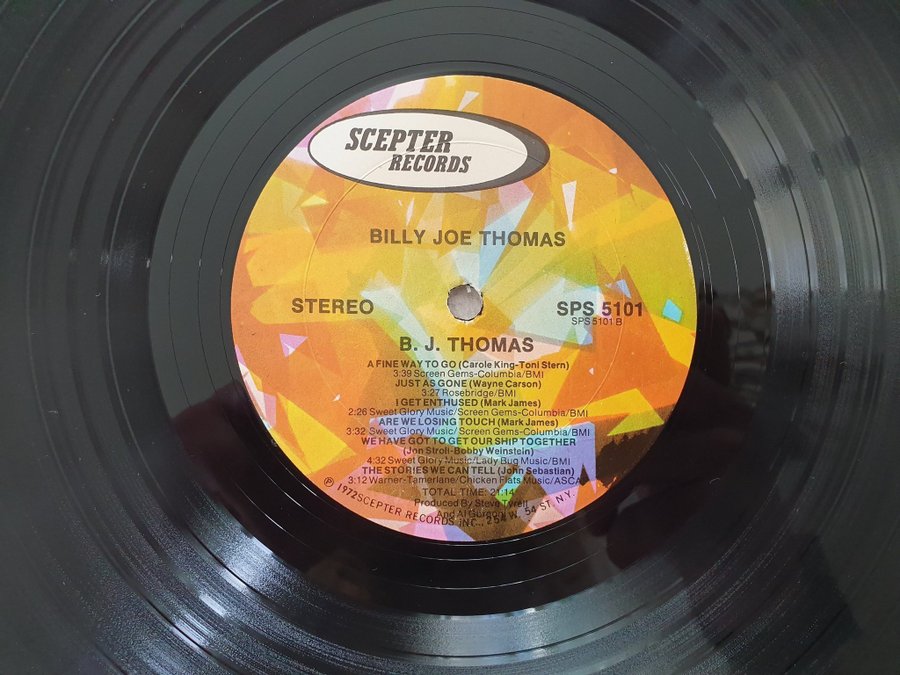 SCEPTER
RECORDS
BILLY JOE THOMAS
STEREO
SPS 5101
SPS 5101 B
B. J. THOMAS
A FINE WAY TO GO (Carole King-Toni Stern)
3:39 Screen Gems-Columbia/BMI
JUST AS GONE (Wayne Carson)
3:27 Rosebridge/BMI
I GET ENTHUSED (Mark James)
2:26 Sweet Glory Music/Screen Gems-Columbia/BMI
ARE WE LOSING TOUCH (Mark James)
3:32 Sweet Glory Music/Screen Gems-Columbia/BMI
WE HAVE GOT TO GET OUR SHIP TOGETHER
(Jon Stroll-Bobby Weinstein)
4:32 Sweet Glory Music/Lady Bug Music/BMI
THE STORIES WE CAN TELL (John Sebastian)
3:12 Warner-Tamerlane/Chicken Flats Music/ASCA
TOTAL TIME: 21:14
Produced By Steve Tyrell
And Al Gorgoni
℗ 1972 SCEPTER RECORDS INC., 254 W. 54 ST. N.Y.